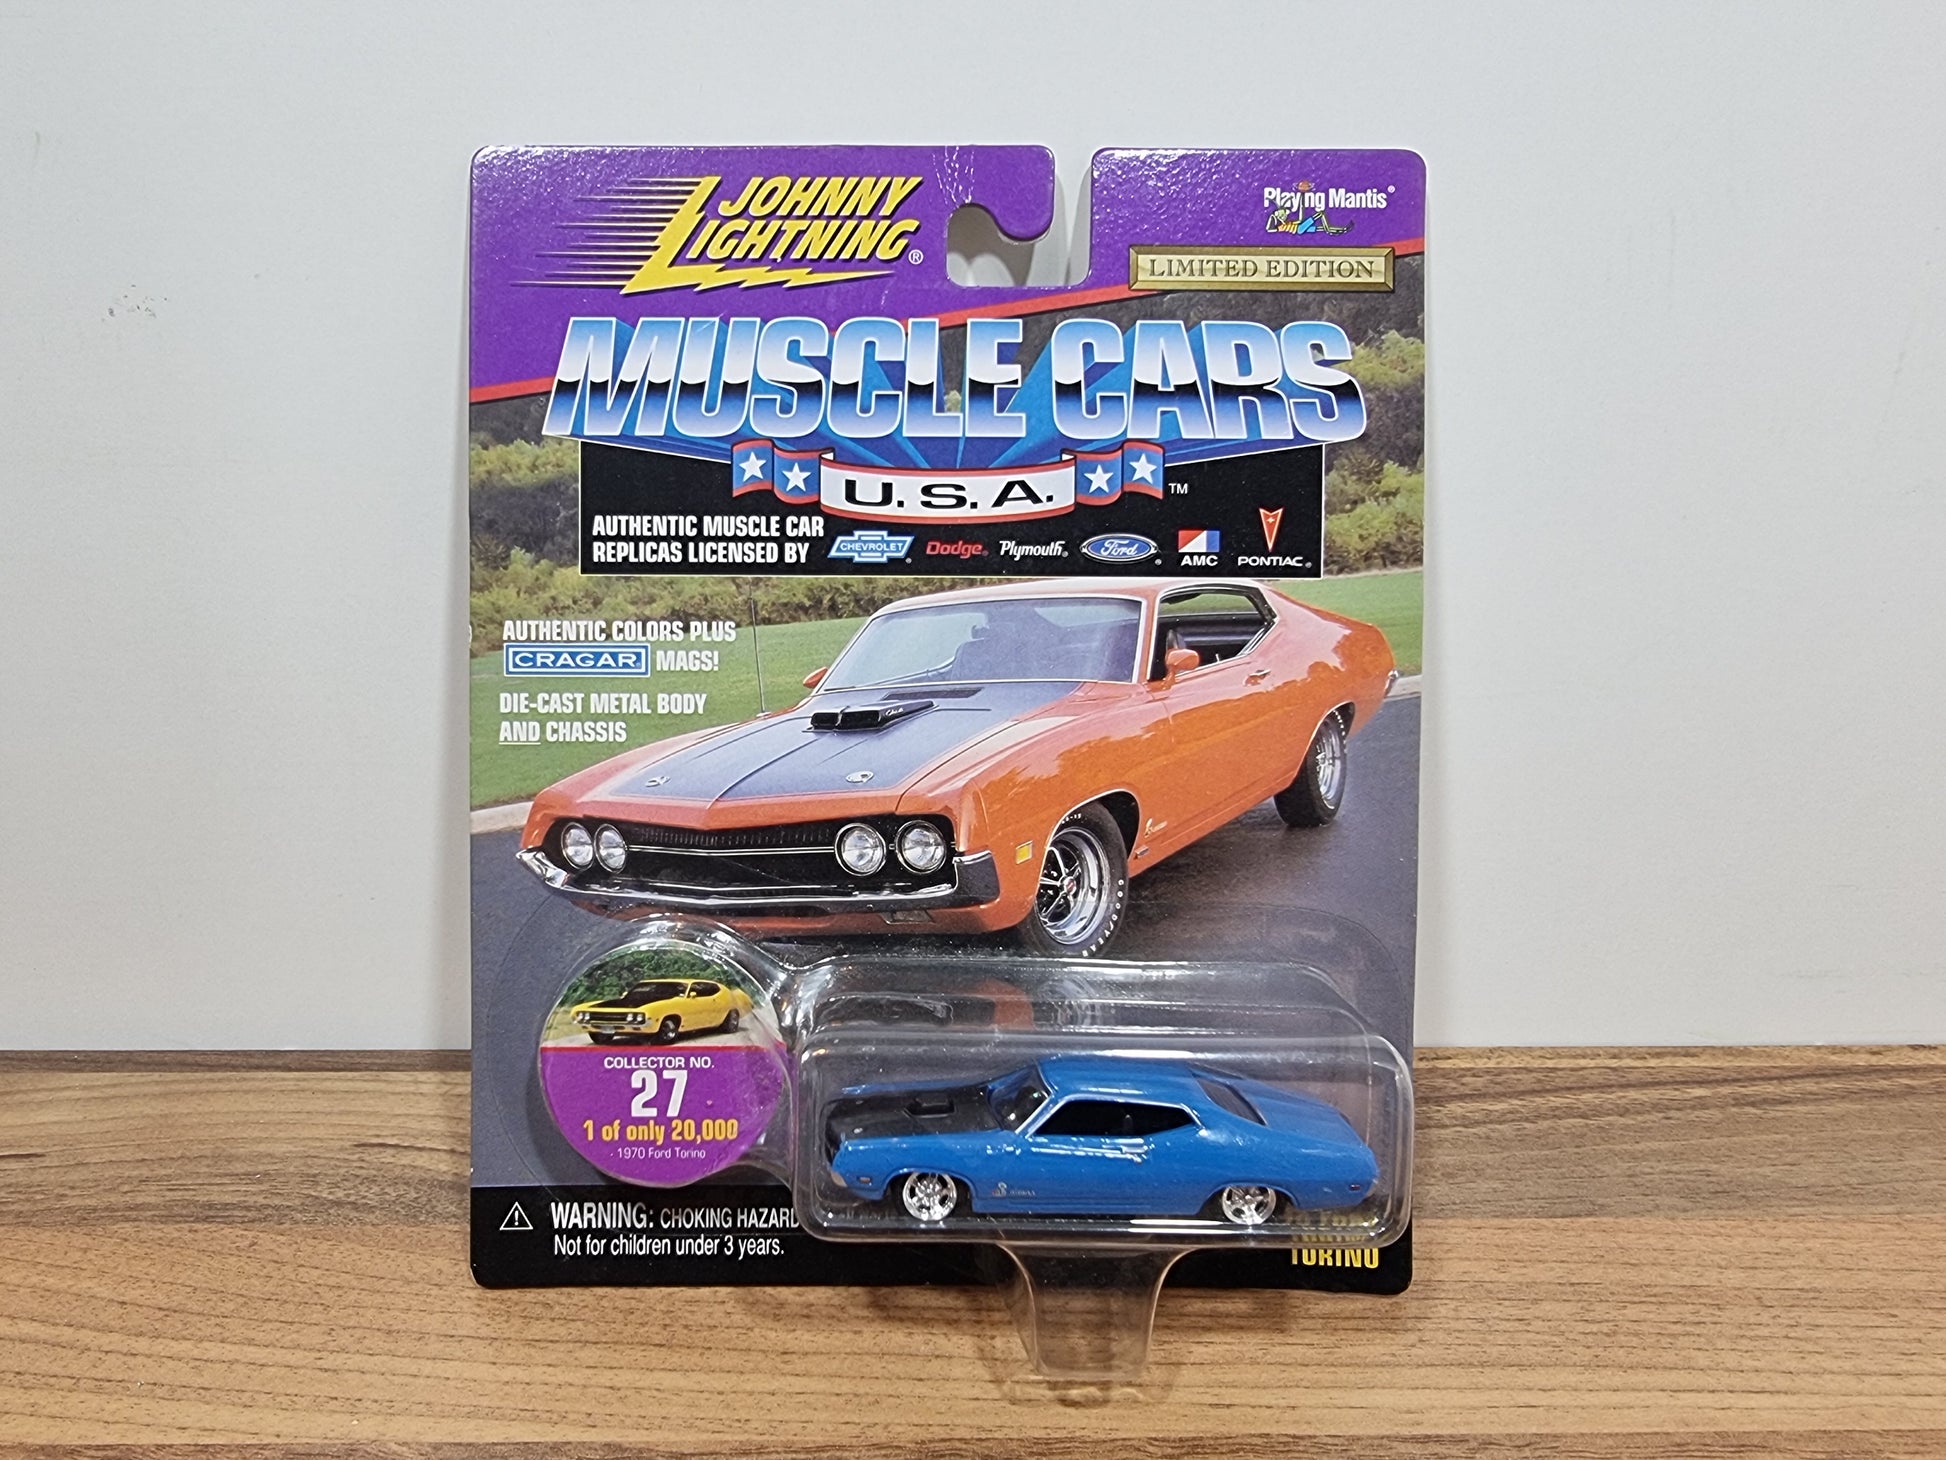 JOHNNY
LIGHTNING®
Playing Mantis®
LIMITED EDITION
MUSCLE CARS
U.S.A.™
AUTHENTIC MUSCLE CAR
REPLICAS LICENSED BY
CHEVROLET
Dodge®
Plymouth®
Ford
AMC
PONTIAC®
AUTHENTIC COLORS PLUS
CRAGAR MAGS!
DIE-CAST METAL BODY
AND CHASSIS
COLLECTOR NO.
27
1 of only 20,000
1970 Ford Torino
WARNING: CHOKING HAZARD
Not for children under 3 years.
TORINO